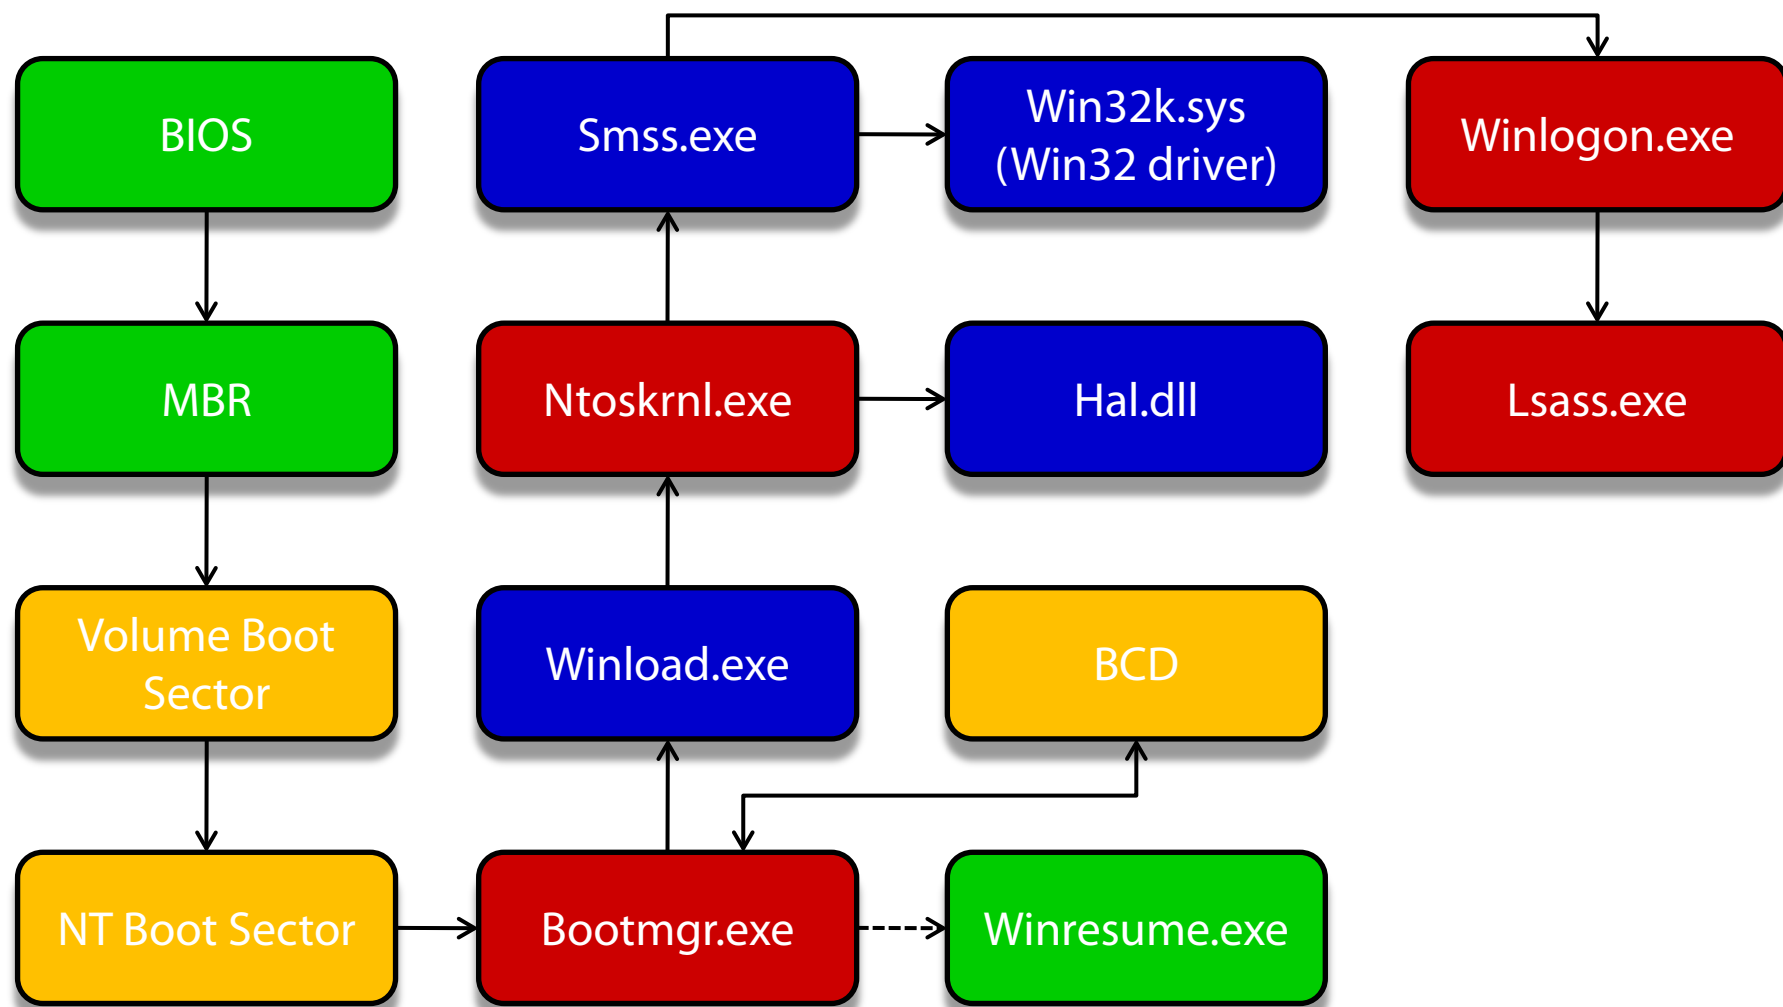 BIOS
Smss.exe
Win32k.sys
(Win32 driver)
Winlogon.exe
MBR
Ntoskrnl.exe
Hal.dll
Lsass.exe
Volume Boot
Sector
Winload.exe
BCD
NT Boot Sector
Bootmgr.exe
Winresume.exe